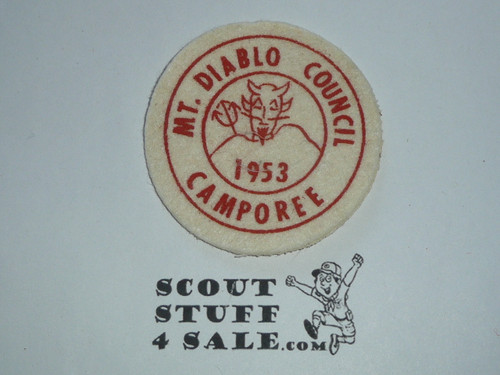 MT. DIABLO COUNCIL
1953
CAMPOREE
SCOUT
STUFF
4 SALE.COM